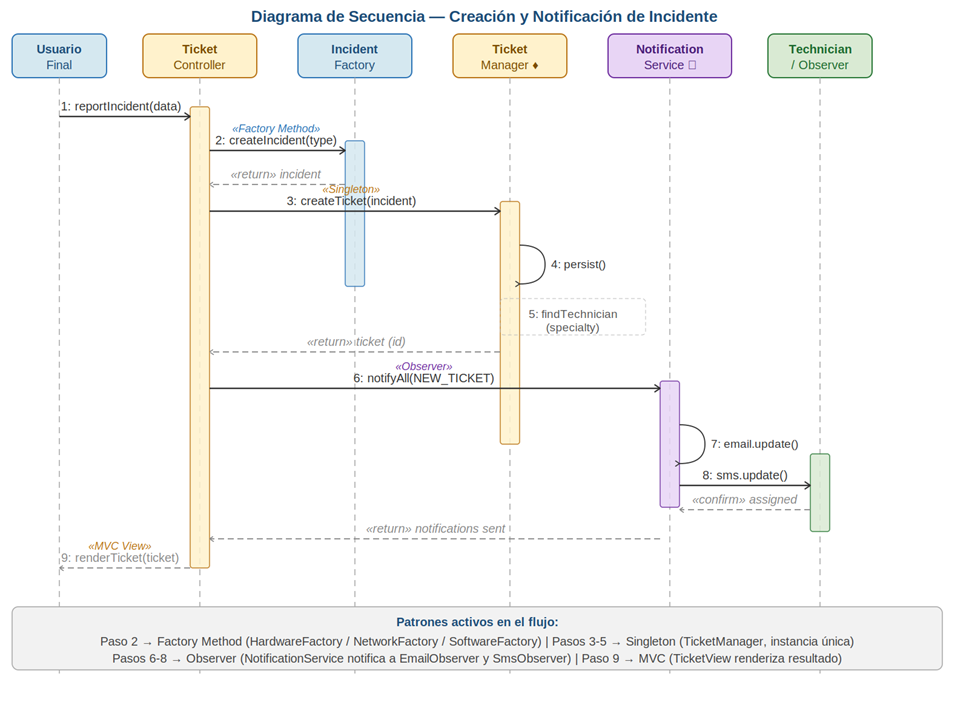 Diagrama de Secuencia — Creación y Notificación de Incidente
Usuario
Final
Ticket
Controller
Incident
Factory
Ticket
Manager ♦
Notification
Service
Technician
/ Observer
1: reportIncident(data)
«Factory Method»
2: createIncident(type)
«return» incident
«Singleton»
3: createTicket(incident)
4: persist()
5: findTechnician
(specialty)
«return» ticket (id)
«Observer»
6: notifyAll(NEW_TICKET)
7: email.update()
8: sms.update()
«confirm» assigned
«return» notifications sent
«MVC View»
9: renderTicket(ticket)
Patrones activos en el flujo:
Paso 2 → Factory Method (HardwareFactory / NetworkFactory / SoftwareFactory) | Pasos 3-5 → Singleton (TicketManager, instancia única)
Pasos 6-8 → Observer (NotificationService notifica a EmailObserver y SmsObserver) | Paso 9 → MVC (TicketView renderiza resultado)